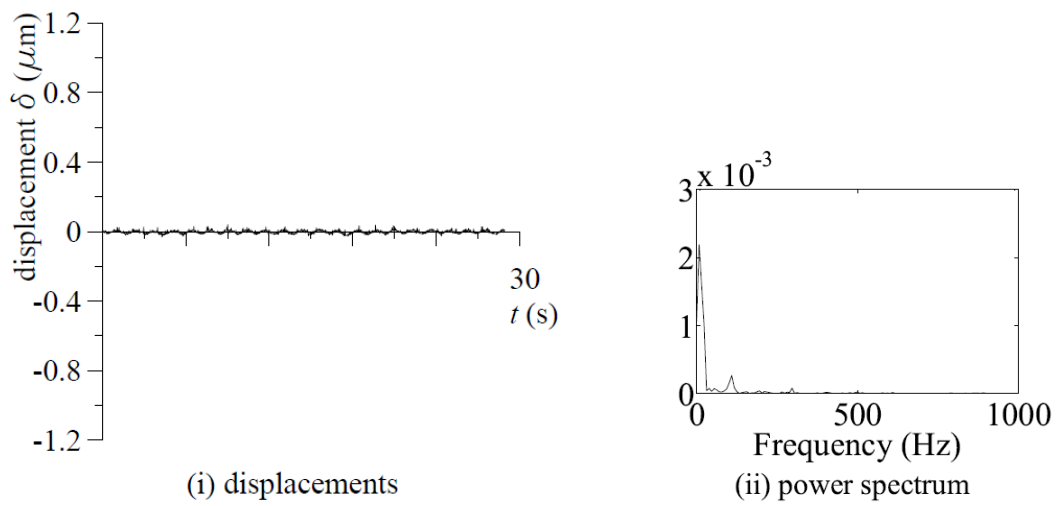 displacement δ (μm)
1.2
0.8
0.4
0
-0.4
-0.8
-1.2
30
t (s)
(i) displacements
3 x 10-3
2
1
0
0 500 1000
Frequency (Hz)
(ii) power spectrum